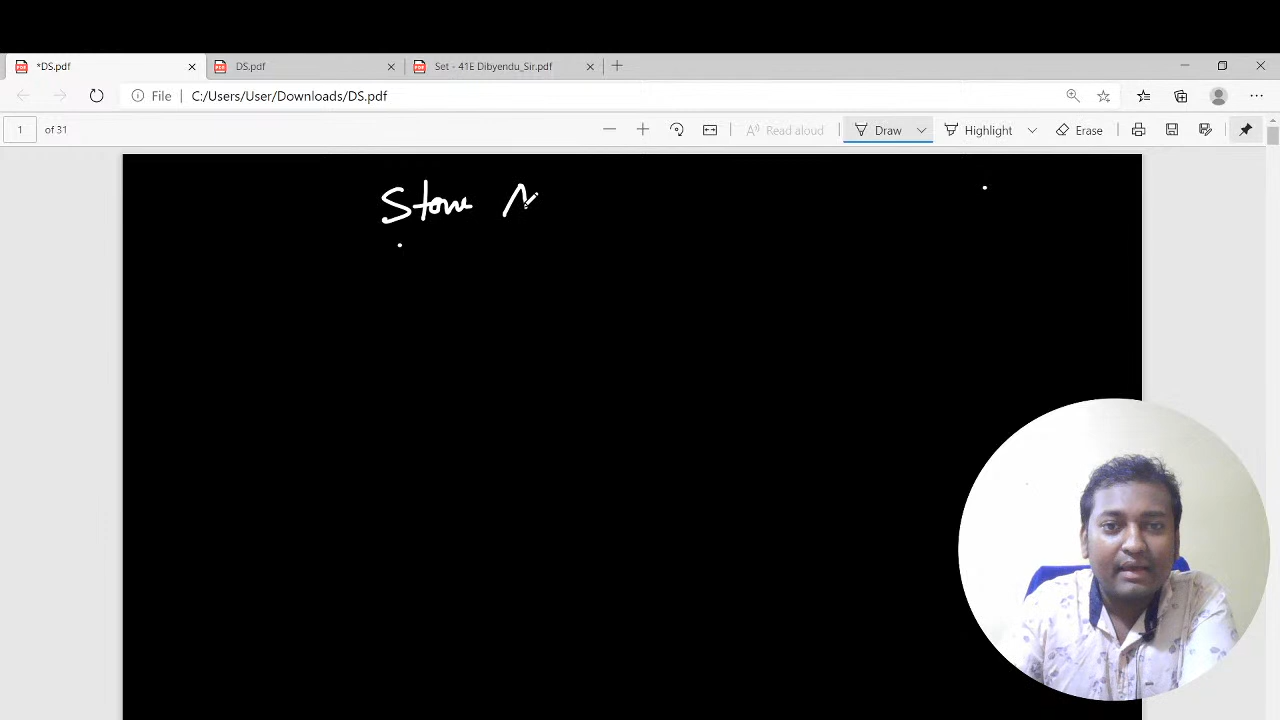 *DS.pdf DS.pdf Set - 41E Dibyendu_Sir.pdf
File C:/Users/User/Downloads/DS.pdf
1 of 31 Read aloud Draw Highlight Erase
Stone